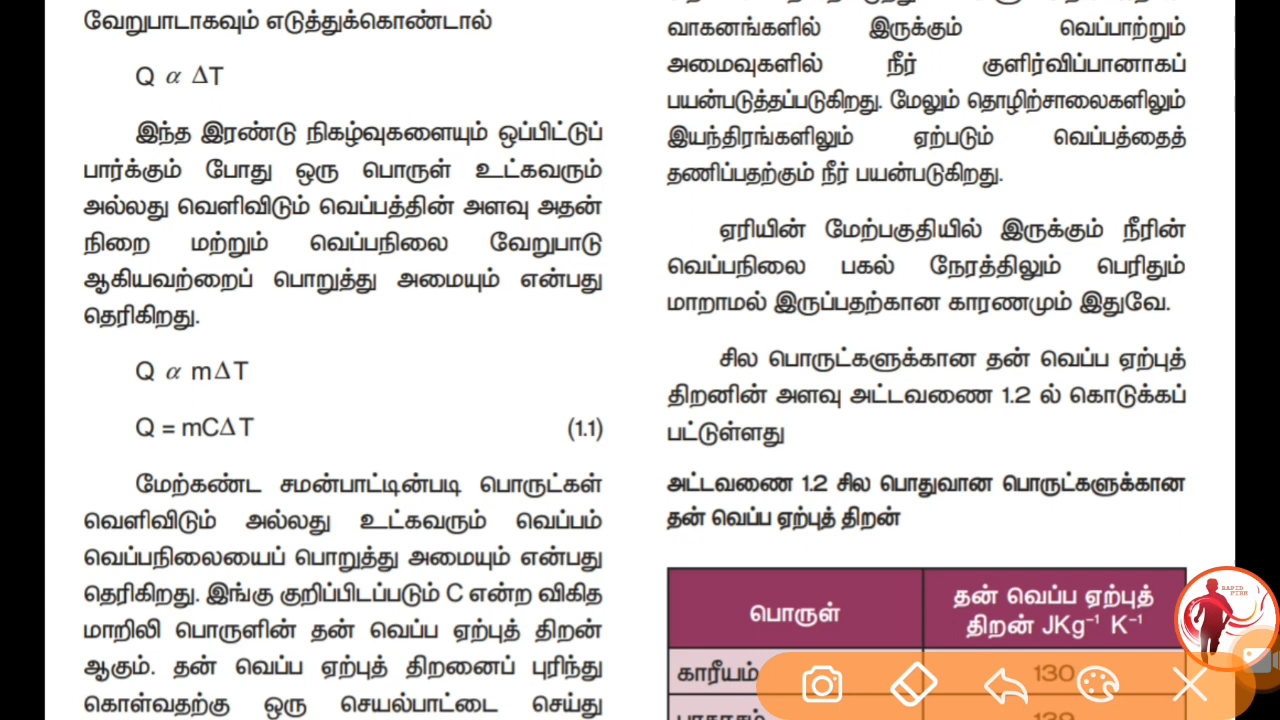 வேறுபாடாகவும் எடுத்துக்கொண்டால்
Q α ΔT
இந்த இரண்டு நிகழ்வுகளையும் ஒப்பிட்டுப்
பார்க்கும் போது ஒரு பொருள் உட்கவரும்
அல்லது வெளிவிடும் வெப்பத்தின் அளவு அதன்
நிறை மற்றும் வெப்பநிலை வேறுபாடு
ஆகியவற்றைப் பொறுத்து அமையும் என்பது
தெரிகிறது.
Q α mΔT
Q = mCΔT (1.1)
மேற்கண்ட சமன்பாட்டின்படி பொருட்கள்
வெளிவிடும் அல்லது உட்கவரும் வெப்பம்
வெப்பநிலையைப் பொறுத்து அமையும் என்பது
தெரிகிறது. இங்கு குறிப்பிடப்படும் C என்ற விகித
மாறிலி பொருளின் தன் வெப்ப ஏற்புத் திறன்
ஆகும். தன் வெப்ப ஏற்புத் திறனைப் புரிந்து
கொள்வதற்கு ஒரு செயல்பாட்டை செய்து
வாகனங்களில் இருக்கும் வெப்பாற்றும்
அமைவுகளில் நீர் குளிர்விப்பானாகப்
பயன்படுத்தப்படுகிறது. மேலும் தொழிற்சாலைகளிலும்
இயந்திரங்களிலும் ஏற்படும் வெப்பத்தைத்
தணிப்பதற்கும் நீர் பயன்படுகிறது.
ஏரியின் மேற்பகுதியில் இருக்கும் நீரின்
வெப்பநிலை பகல் நேரத்திலும் பெரிதும்
மாறாமல் இருப்பதற்கான காரணமும் இதுவே.
சில பொருட்களுக்கான தன் வெப்ப ஏற்புத்
திறனின் அளவு அட்டவணை 1.2 ல் கொடுக்கப்
பட்டுள்ளது
அட்டவணை 1.2 சில பொதுவான பொருட்களுக்கான
தன் வெப்ப ஏற்புத் திறன்
பொருள்
தன் வெப்ப ஏற்புத்
திறன் JKg⁻¹ K⁻¹
காரீயம் 130
பாதரசம் 139
RAPID